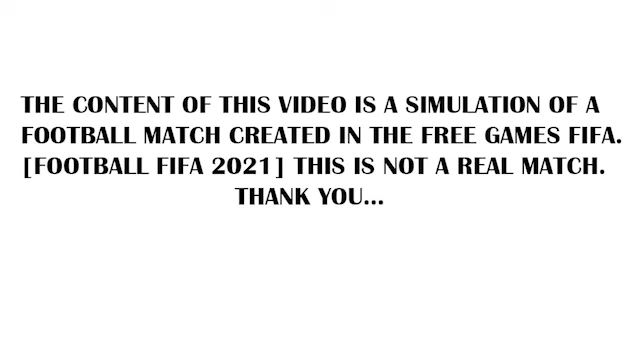 THE CONTENT OF THIS VIDEO IS A SIMULATION OF A
FOOTBALL MATCH CREATED IN THE FREE GAMES FIFA.
[FOOTBALL FIFA 2021] THIS IS NOT A REAL MATCH.
THANK YOU...